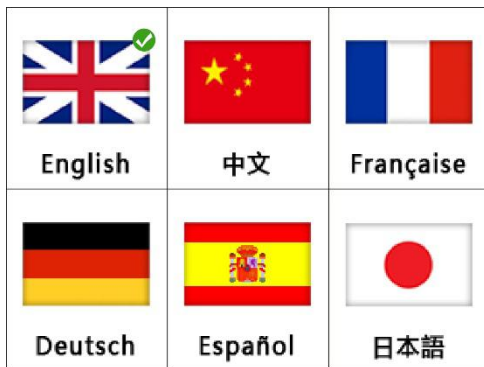 English
中文
Française
Deutsch
Español
日本語